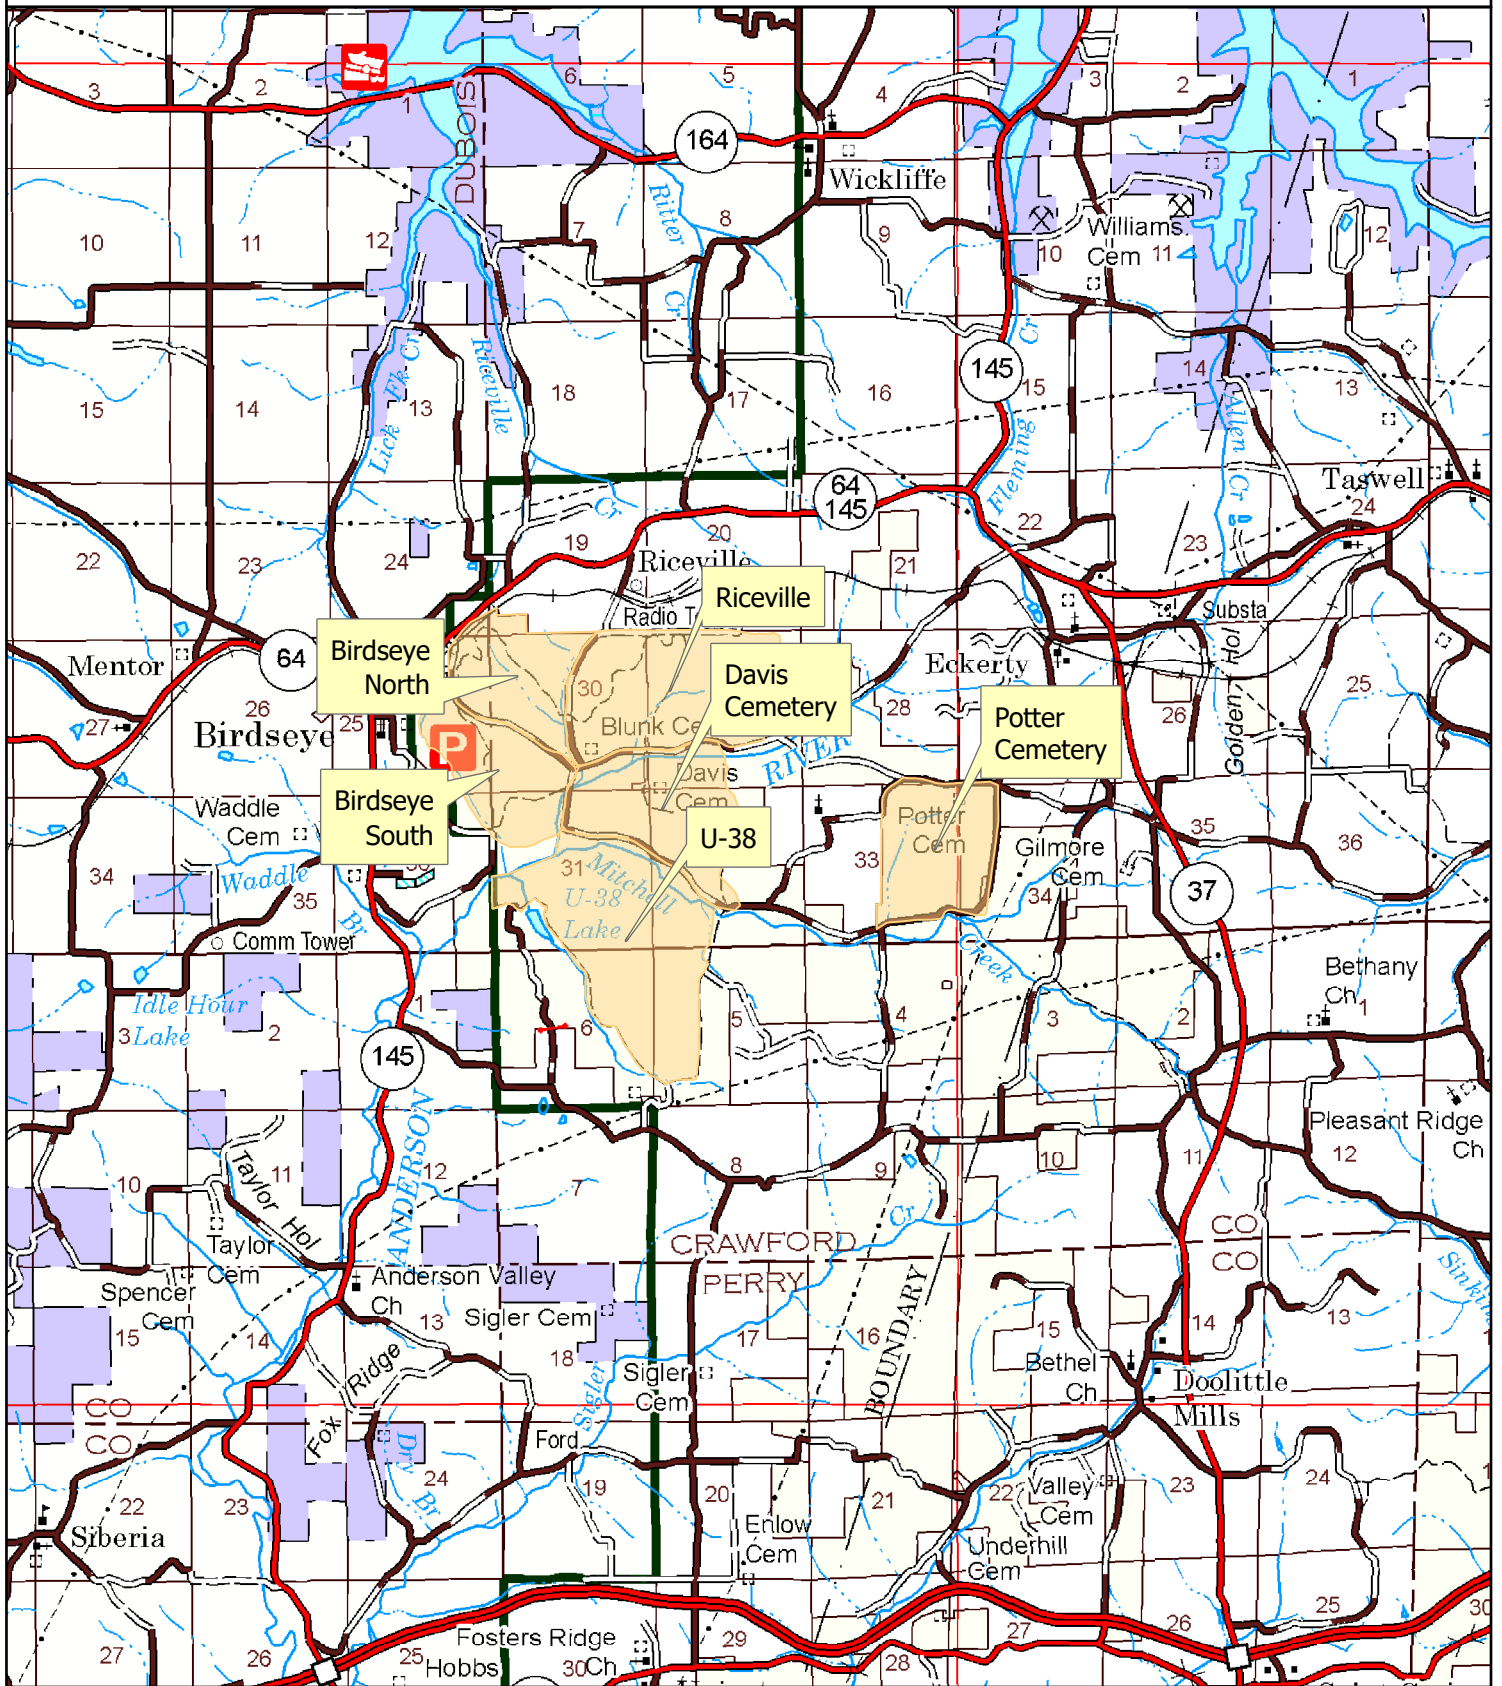 3
2
1
6
5
4
3
2
1
DUBOIS
164
Wickliffe
Ritter
Cr
10
11
12
7
8
9
10
Williams
Cem
11
12
Lick Fk Cr
Riceville
Cr
15
14
13
18
17
16
145
15
Cr
Fleming
14
13
Allen Cr
Taswell
64
145
22
23
24
19
20
21
22
23
24
Riceville
Radio T
Riceville
Substa
Mentor
64
Birdseye
North
Davis
Cemetery
Eckerty
Potter
Cemetery
Golden Hol
27
26
25
30
28
26
25
Birdseye
P
Blunk Ce
RIVER
Davis
Cem
Birdseye
South
Waddle
Cem
U-38
Potter
Cem
Gilmore
Cem
34
35
Waddle
Br
31
Mitchell
U-38
Lake
33
34
35
36
37
Comm Tower
Creek
Bethany
Ch
Idle Hour
Lake
3
2
1
6
5
4
3
2
1
145
ANDERSON
Pleasant Ridge
Ch
10
11
12
7
8
9
10
11
12
Taylor Hol
Taylor
Cem
Cr
CRAWFORD
PERRY
CO
CO
Sinkin
Spencer
Cem
Anderson Valley
Ch
Sigler Cem
15
14
13
18
17
16
15
14
13
BOUNDARY
Fox Ridge
Sigler
Sigler
Cem
Bethel
Ch
Doolittle
Mills
CO
CO
Ford
Br
22
23
24
19
20
21
22
23
24
Valley
Cem
Siberia
Enlow
Cem
Underhill
Cem
27
26
25
30
29
28
27
26
25
30
Fosters Ridge
Ch
Hobbs